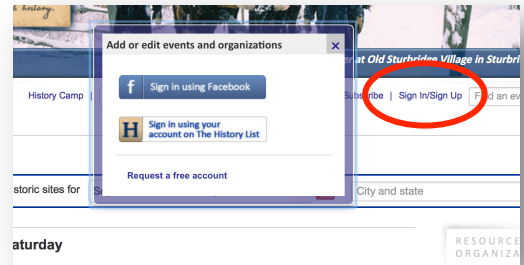 history.
Add or edit events and organizations
x
er at Old Sturbridge Village in Sturbri
f Sign in using Facebook
History Camp |
Subscribe | Sign In/Sign Up
an ev
H Sign in using your
account on The History List
Request a free account
storic sites for
City and state
aturday
RESOURCE
ORGANIZA